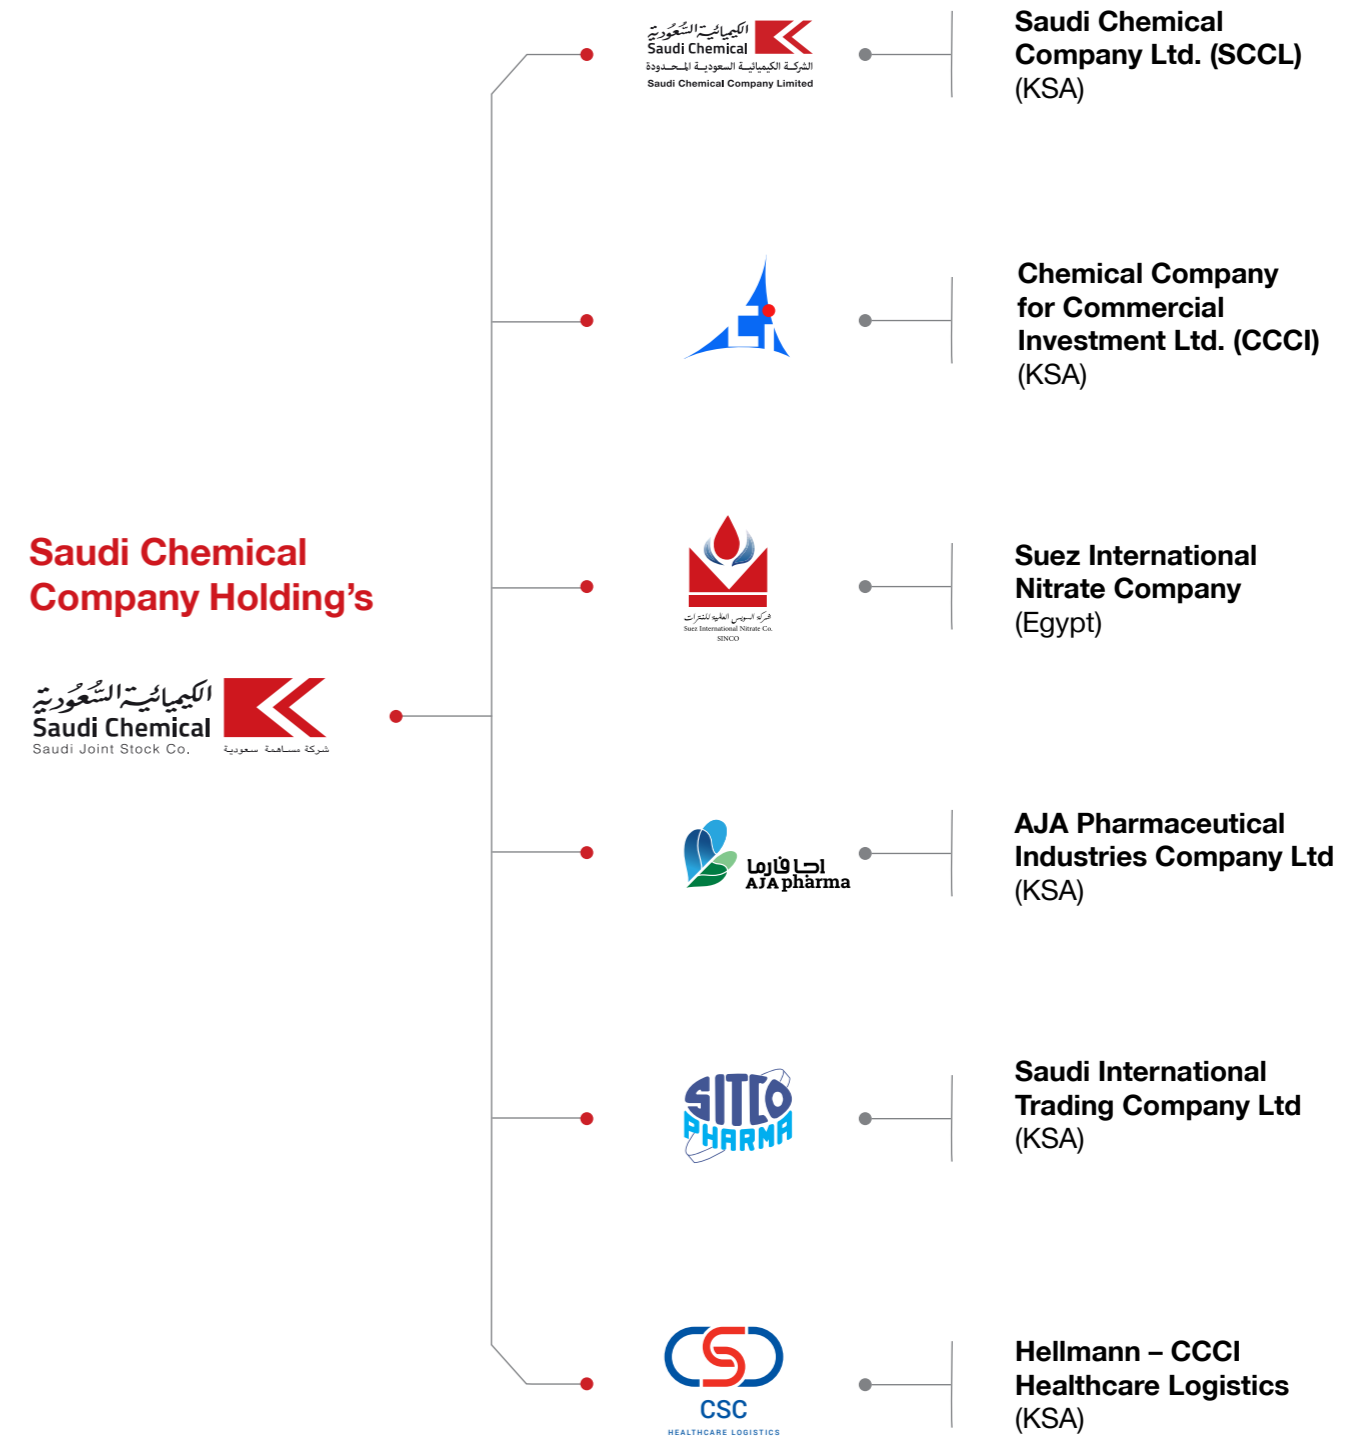 Saudi Chemical
Company Holding's
الكيميائية السعودية
Saudi Chemical
Saudi Joint Stock Co.
شركة مساهمة سعودية
الكيميائية السعودية
Saudi Chemical
الشركة الكيميائية السعودية المحدودة
Saudi Chemical Company Limited
Saudi Chemical
Company Ltd. (SCCL)
(KSA)
Chemical Company
for Commercial
Investment Ltd. (CCCI)
(KSA)
شركة السويس العالمية للنترات
Suez International Nitrate Co.
SINCO
Suez International
Nitrate Company
(Egypt)
اجا فارما
AJA pharma
AJA Pharmaceutical
Industries Company Ltd
(KSA)
SITCO
PHARMA
Saudi International
Trading Company Ltd
(KSA)
CSC
HEALTHCARE LOGISTICS
Hellmann – CCCI
Healthcare Logistics
(KSA)